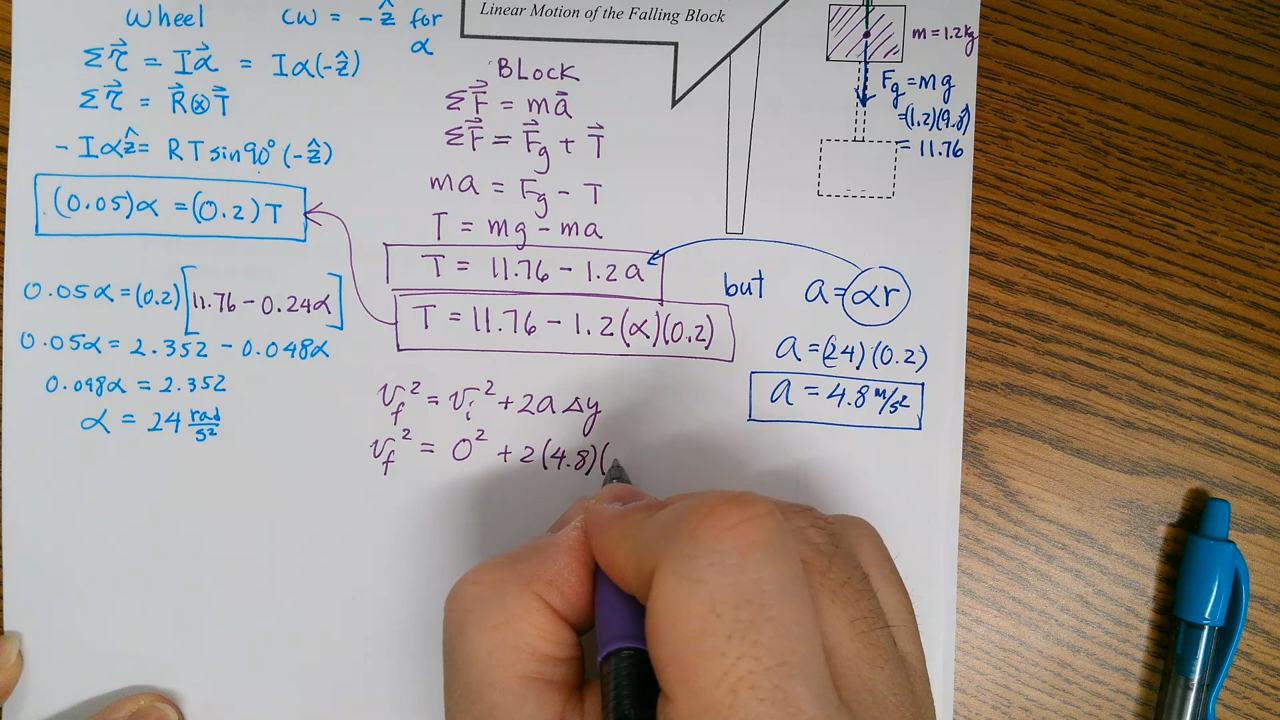 Wheel CW = -ẑ for α
Στ⃗ = Iα⃗ = Iα(-ẑ)
Στ⃗ = R⃗⊗T⃗
-Iαẑ = RT sin90° (-ẑ)
(0.05)α = (0.2)T
0.05α = (0.2)[11.76 - 0.24α]
0.05α = 2.352 - 0.048α
0.098α = 2.352
α = 24 rad/s²
Linear Motion of the Falling Block
BLOCK
ΣF⃗ = ma⃗
ΣF⃗ = F⃗g + T⃗
ma = Fg - T
T = mg - ma
T = 11.76 - 1.2a
T = 11.76 - 1.2(α)(0.2)
vf² = vi² + 2aΔy
vf² = 0² + 2(4.8)(
m = 1.2kg
Fg = mg
=(1.2)(9.8)
= 11.76
but a = αr
a = (24)(0.2)
a = 4.8 m/s²